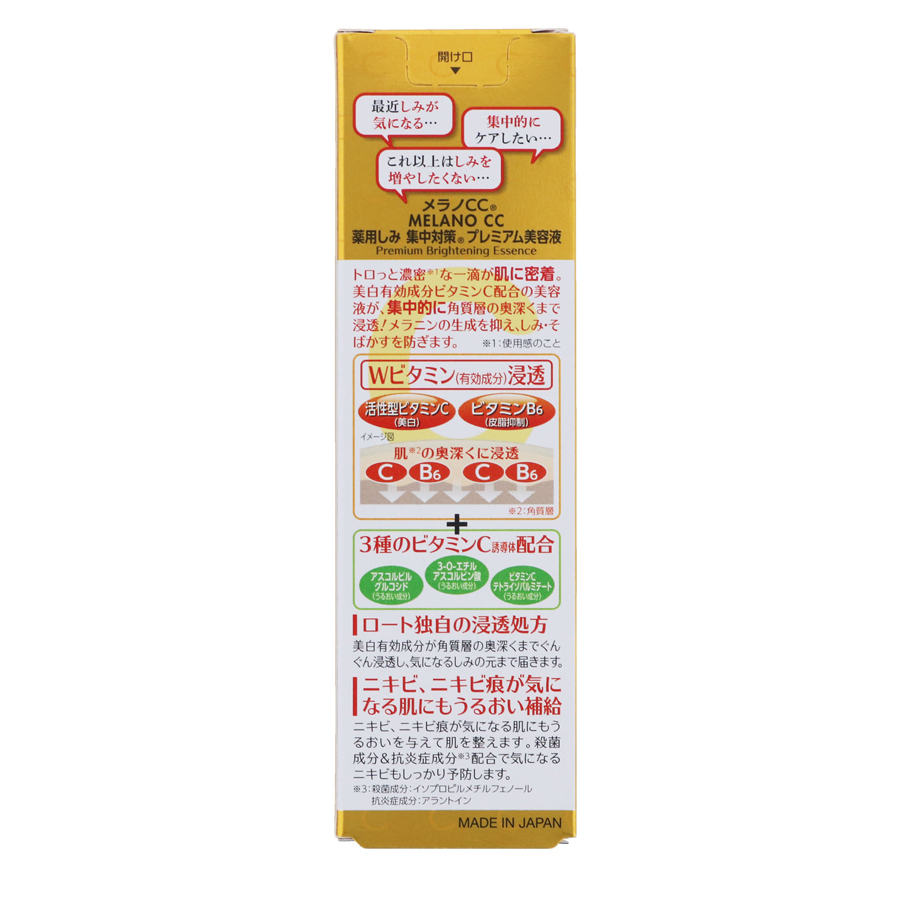 開け口
▼
最近しみが
気になる…
集中的に
ケアしたい…
これ以上はしみを
増やしたくない…
メラノCC®
MELANO CC
薬用しみ 集中対策®プレミアム美容液
Premium Brightening Essence
トロっと濃密※1な一滴が肌に密着。
美白有効成分ビタミンC配合の美容
液が、集中的に角質層の奥深くまで
浸透!メラニンの生成を抑え、しみ・そ
ばかすを防ぎます。 ※1:使用感のこと
Wビタミン(有効成分)浸透
活性型ビタミンC
(美白)
ビタミンB6
(皮脂抑制)
イメージ図
肌※2の奥深くに浸透
C B6 C B6
※2:角質層
+
3種のビタミンC誘導体配合
アスコルビル
グルコシド
(うるおい成分)
3-O-エチル
アスコルビン酸
(うるおい成分)
ビタミンC
テトライソパルミテート
(うるおい成分)
ロート独自の浸透処方
美白有効成分が角質層の奥深くまでぐん
ぐん浸透し、気になるしみの元まで届きます。
ニキビ、ニキビ痕が気に
なる肌にもうるおい補給
ニキビ、ニキビ痕が気になる肌にもう
るおいを与えて肌を整えます。殺菌
成分&抗炎症成分※3配合で気になる
ニキビもしっかり予防します。
※3:殺菌成分:イソプロピルメチルフェノール
抗炎症成分:アラントイン
MADE IN JAPAN